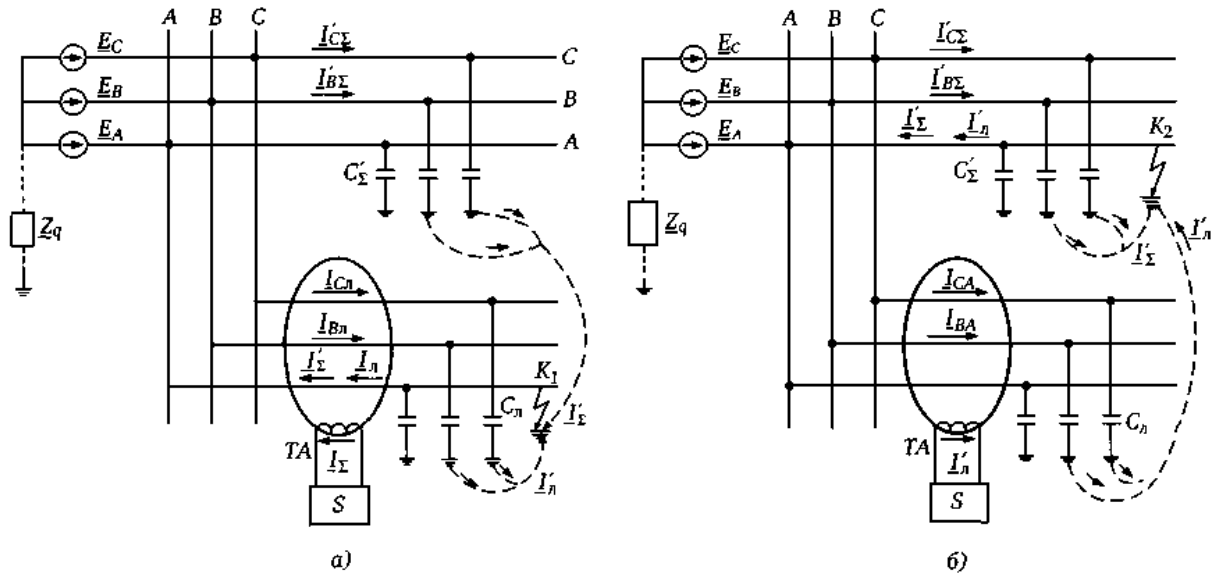 A B C
E_C
I'_CΣ
C
E_B
I'_BΣ
B
E_A
A
C'_Σ
Z_q
I_Cл
I_Bл
I'_Σ I_л
K_1
C_л
I'_Σ
TA
I_Σ
I'_л
S
а)
A B C
E_C
I'_CΣ
E_B
I'_BΣ
E_A
I'_Σ I'_л
K_2
C'_Σ
Z_q
I'_л
I'_Σ
I_CA
I_BA
C_л
TA
I'_л
S
б)